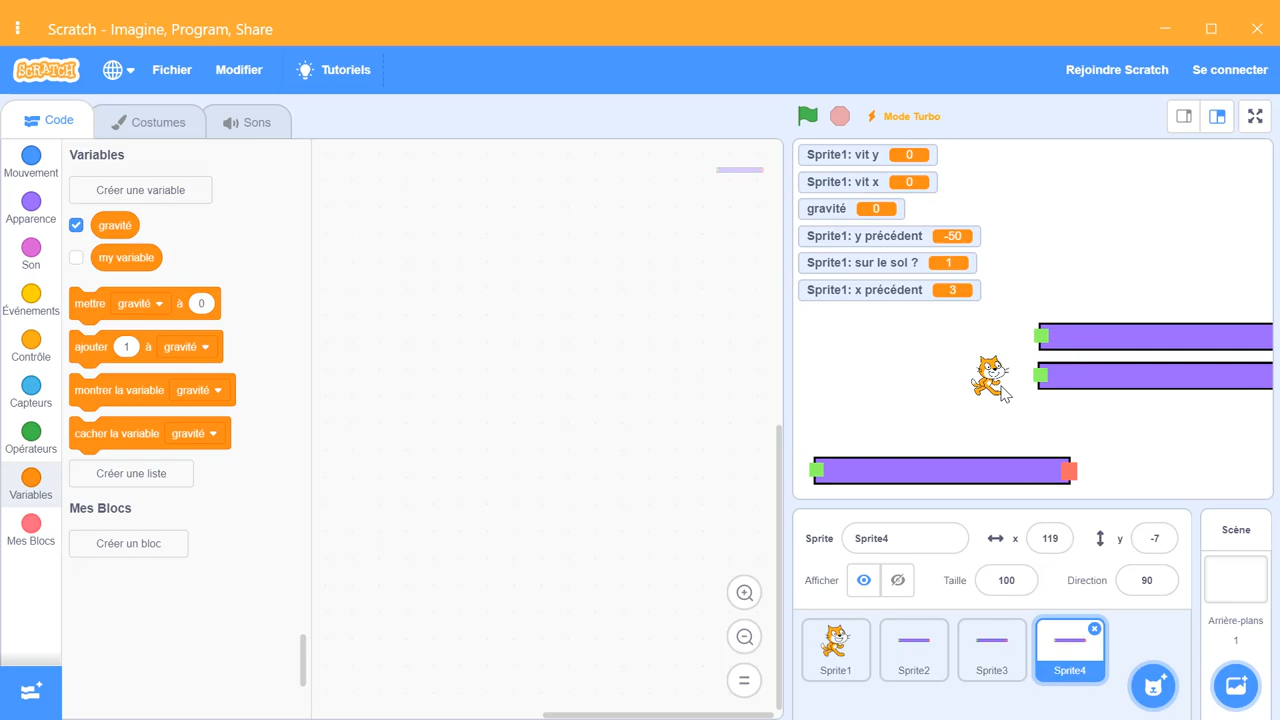 Scratch - Imagine, Program, Share
SCRATCH
Fichier
Modifier
Tutoriels
Rejoindre Scratch
Se connecter
Code
Costumes
Sons
Mode Turbo
Mouvement
Apparence
Son
Événements
Contrôle
Capteurs
Opérateurs
Variables
Mes Blocs
Variables
Créer une variable
gravité
my variable
mettre gravité à 0
ajouter 1 à gravité
montrer la variable gravité
cacher la variable gravité
Créer une liste
Mes Blocs
Créer un bloc
Sprite1: vit y 0
Sprite1: vit x 0
gravité 0
Sprite1: y précédent -50
Sprite1: sur le sol ? 1
Sprite1: x précédent 3
Sprite Sprite4 x 119 y -7
Afficher Taille 100 Direction 90
Sprite1
Sprite2
Sprite3
Sprite4
Scène
Arrière-plans
1